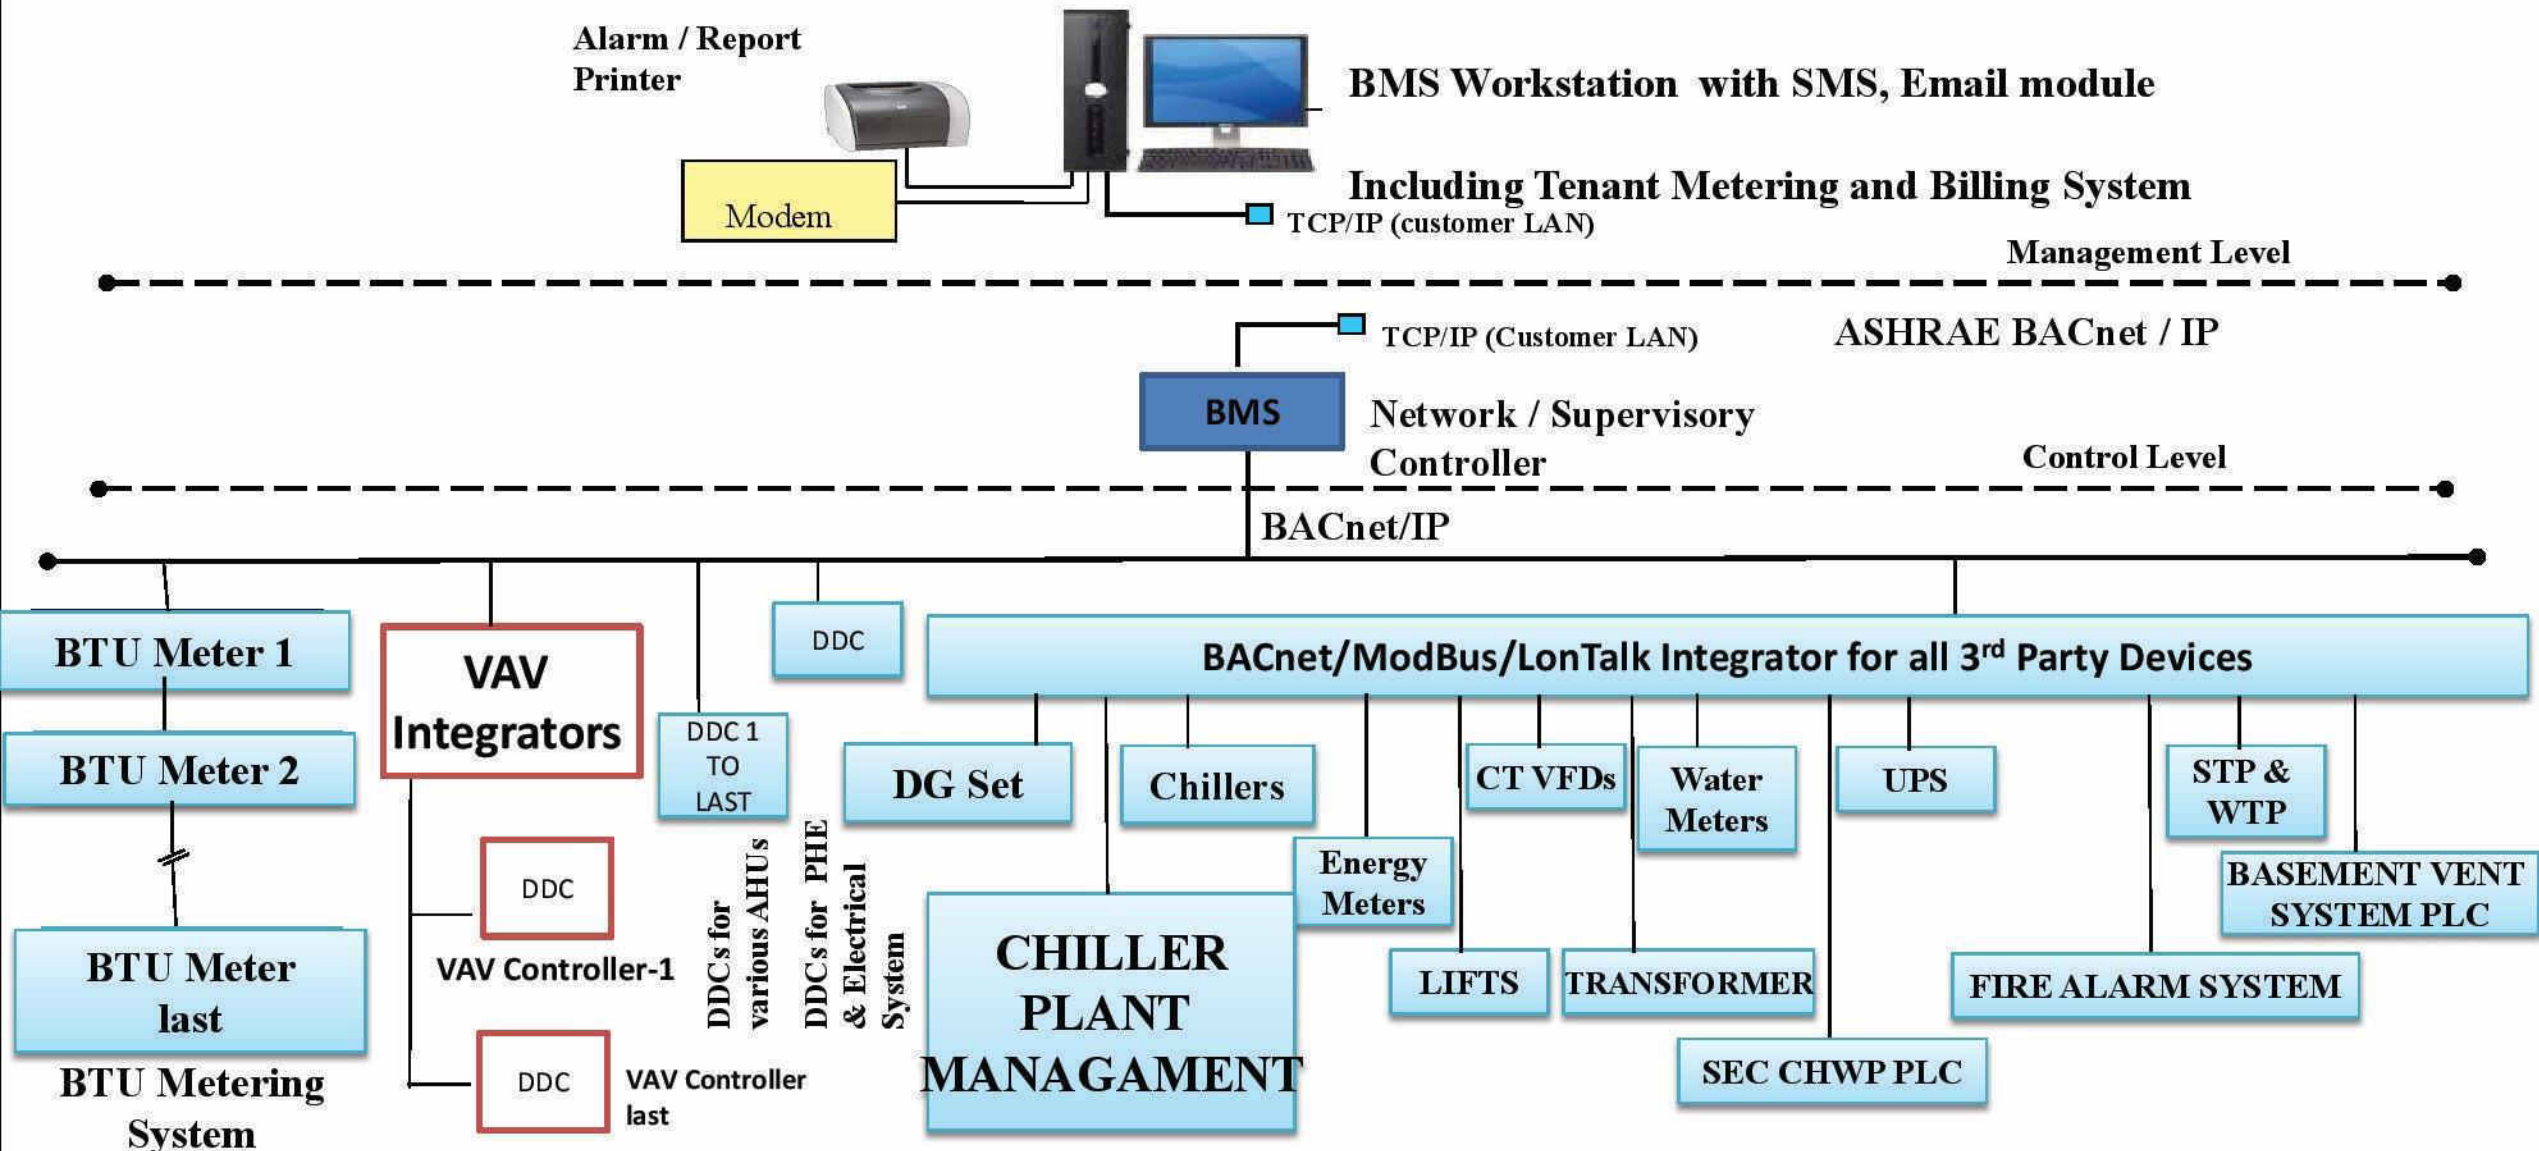 Alarm / Report
Printer
BMS Workstation with SMS, Email module
Modem
Including Tenant Metering and Billing System
TCP/IP (customer LAN)
Management Level
TCP/IP (Customer LAN)
ASHRAE BACnet / IP
BMS
Network / Supervisory
Controller
Control Level
BACnet/IP
BTU Meter 1
BTU Meter 2
BTU Meter
last
BTU Metering
System
VAV
Integrators
DDC
VAV Controller-1
DDC
VAV Controller
last
DDC 1
TO
LAST
DDCs for
various AHUs
DDC
DDCs for PHE
& Electrical
System
BACnet/ModBus/LonTalk Integrator for all 3rd Party Devices
DG Set
CHILLER
PLANT
MANAGAMENT
Chillers
Energy
Meters
LIFTS
CT VFDs
TRANSFORMER
Water
Meters
SEC CHWP PLC
UPS
FIRE ALARM SYSTEM
STP &
WTP
BASEMENT VENT
SYSTEM PLC